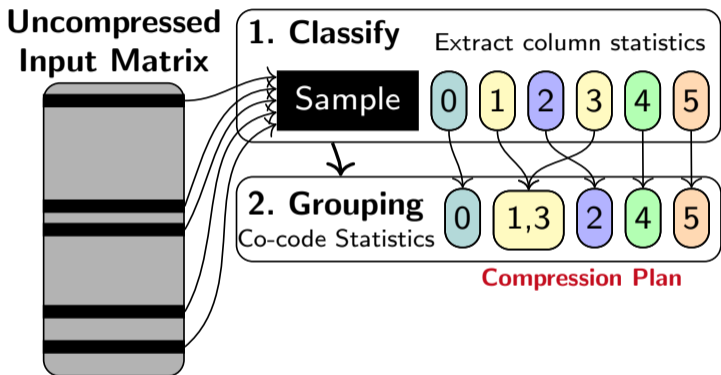 Uncompressed
Input Matrix
1. Classify
Extract column statistics
Sample
0 1 2 3 4 5
2. Grouping
Co-code Statistics
0 1,3 2 4 5
Compression Plan